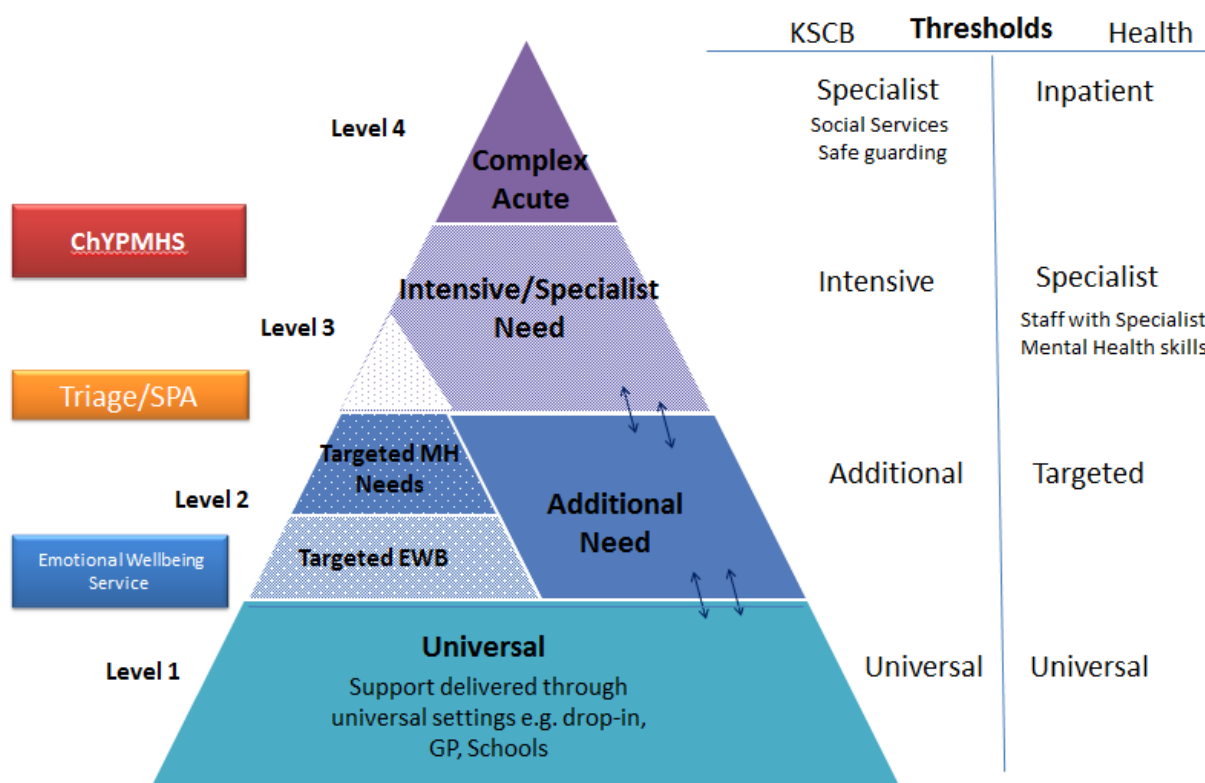 KSCB Thresholds Health
Level 4
Complex
Acute
Specialist
Social Services
Safe guarding
Inpatient
ChYPMHS
Intensive/Specialist
Need
Level 3
Intensive
Specialist
Staff with Specialist
Mental Health skills
Triage/SPA
Targeted MH
Needs
Level 2
Additional
Need
Additional
Targeted
Emotional Wellbeing
Service
Targeted EWB
Level 1
Universal
Support delivered through
universal settings e.g. drop-in,
GP, Schools
Universal
Universal